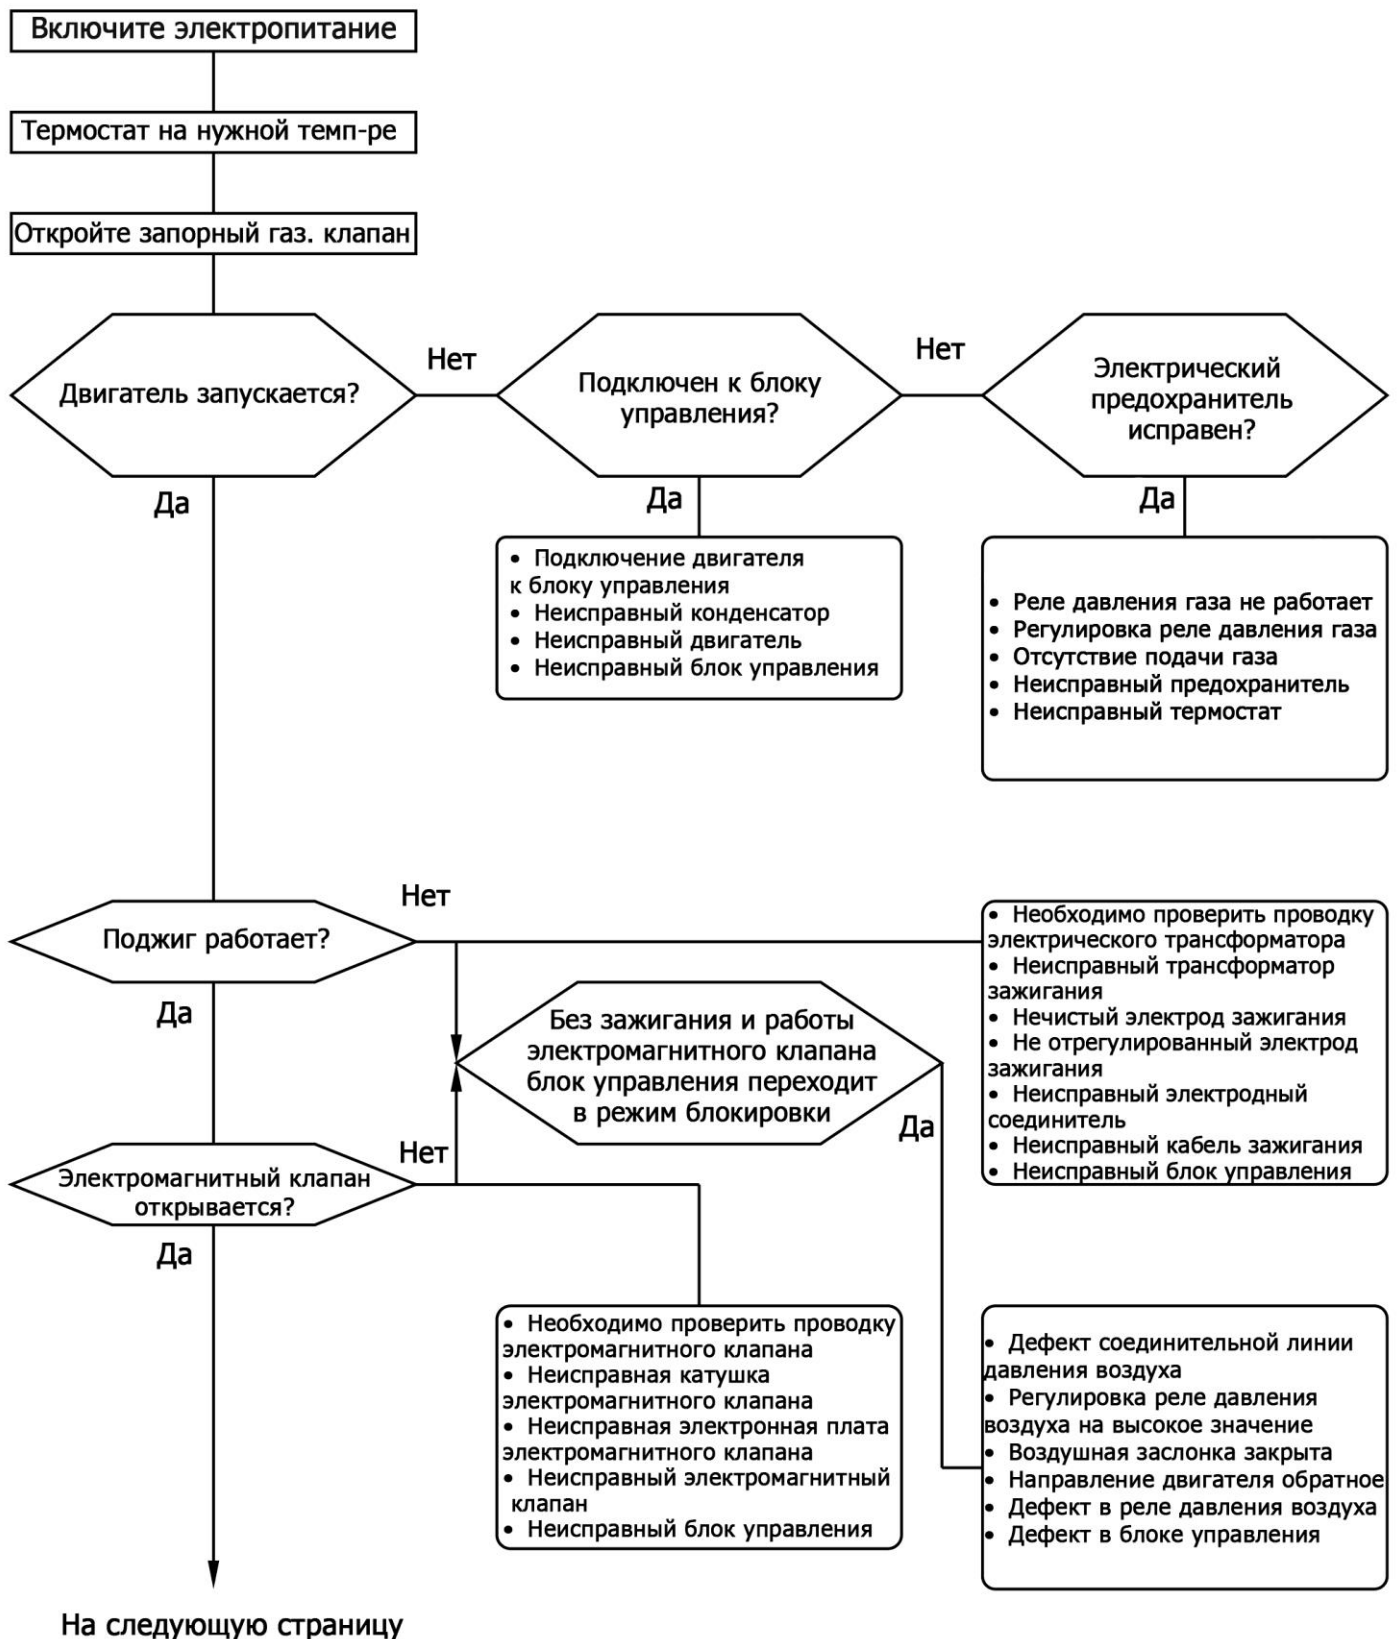 Включите электропитание
Термостат на нужной темп-ре
Откройте запорный газ. клапан
Двигатель запускается?
Нет
Подключен к блоку
управления?
Нет
Электрический
предохранитель
исправен?
Да
Да
Да
• Подключение двигателя
к блоку управления
• Неисправный конденсатор
• Неисправный двигатель
• Неисправный блок управления
• Реле давления газа не работает
• Регулировка реле давления газа
• Отсутствие подачи газа
• Неисправный предохранитель
• Неисправный термостат
Поджиг работает?
Нет
Да
• Необходимо проверить проводку
электрического трансформатора
• Неисправный трансформатор
зажигания
• Нечистый электрод зажигания
• Не отрегулированный электрод
зажигания
• Неисправный электродный
соединитель
• Неисправный кабель зажигания
• Неисправный блок управления
Без зажигания и работы
электромагнитного клапана
блок управления переходит
в режим блокировки
Да
Электромагнитный клапан
открывается?
Нет
Да
• Необходимо проверить проводку
электромагнитного клапана
• Неисправная катушка
электромагнитного клапана
• Неисправная электронная плата
электромагнитного клапана
• Неисправный электромагнитный
клапан
• Неисправный блок управления
• Дефект соединительной линии
давления воздуха
• Регулировка реле давления
воздуха на высокое значение
• Воздушная заслонка закрыта
• Направление двигателя обратное
• Дефект в реле давления воздуха
• Дефект в блоке управления
На следующую страницу